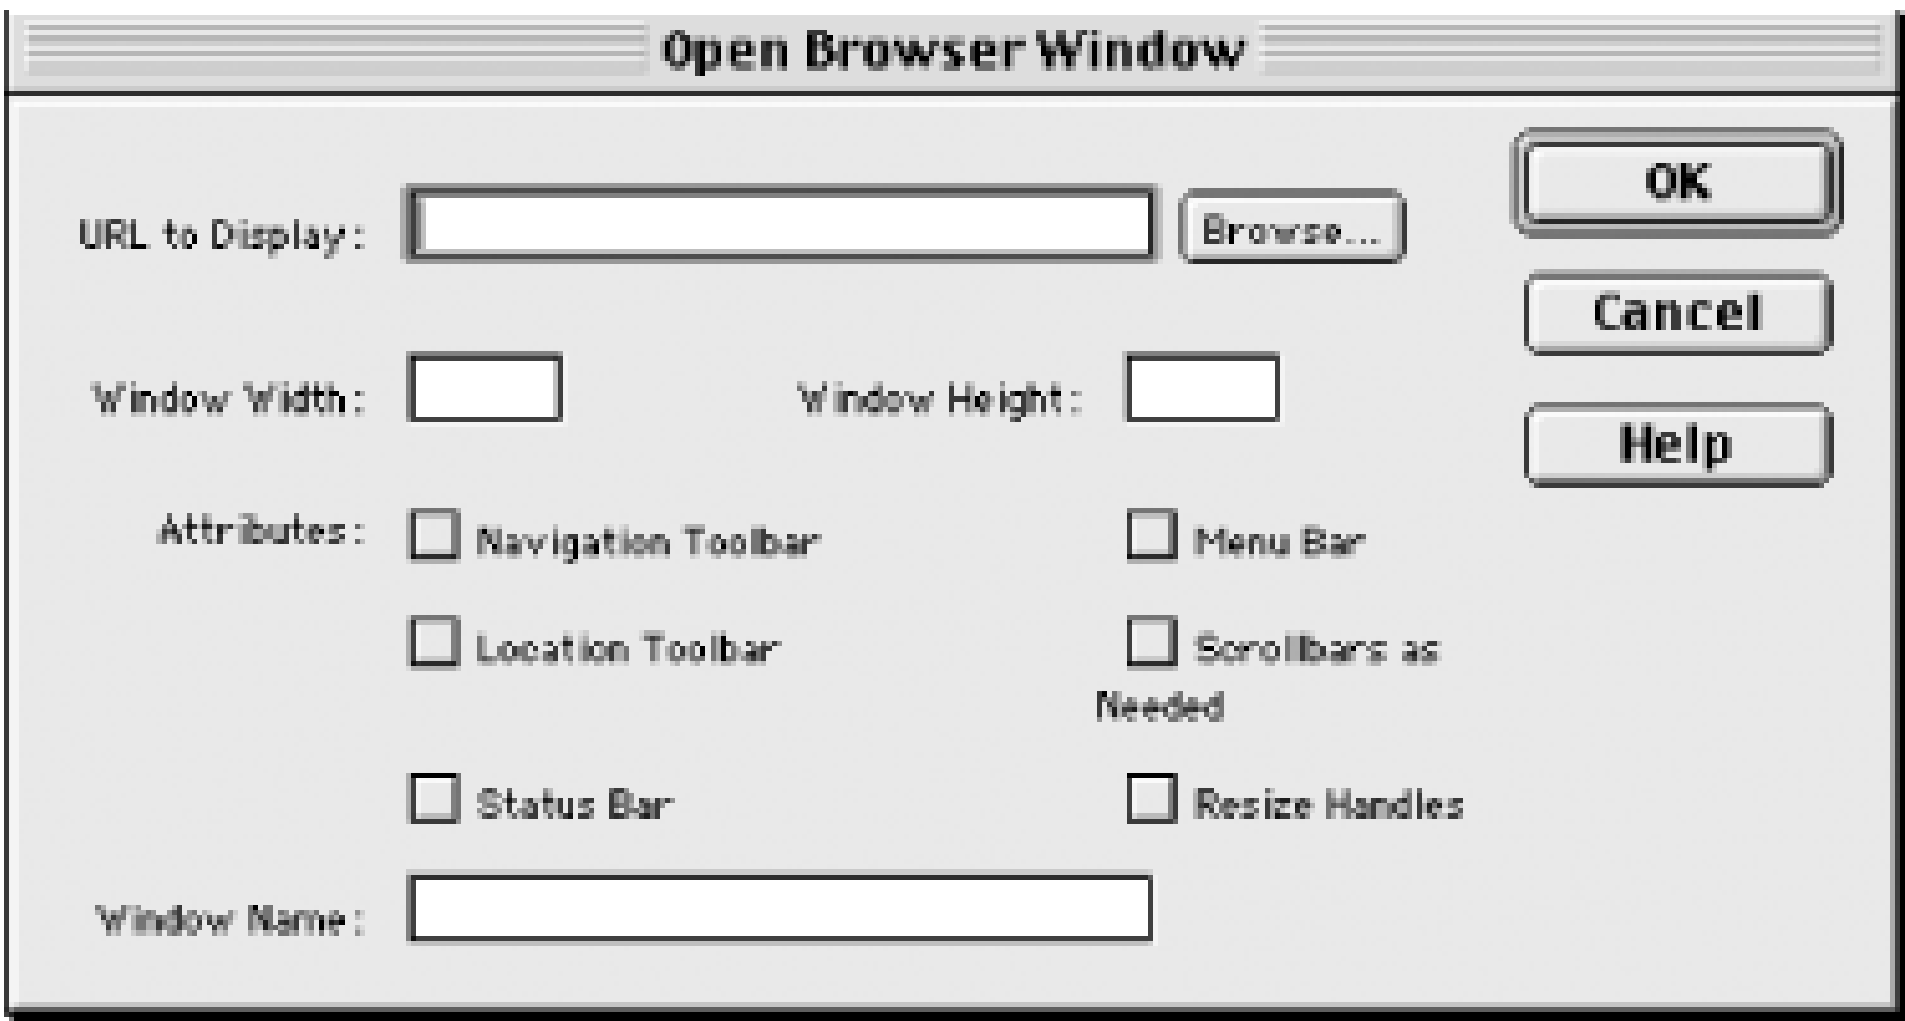 Open Browser Window
URL to Display:
Browse...
OK
Cancel
Window Width:
Window Height:
Help
Attributes:
Navigation Toolbar
Menu Bar
Location Toolbar
Scrollbars as
Needed
Status Bar
Resize Handles
Window Name: